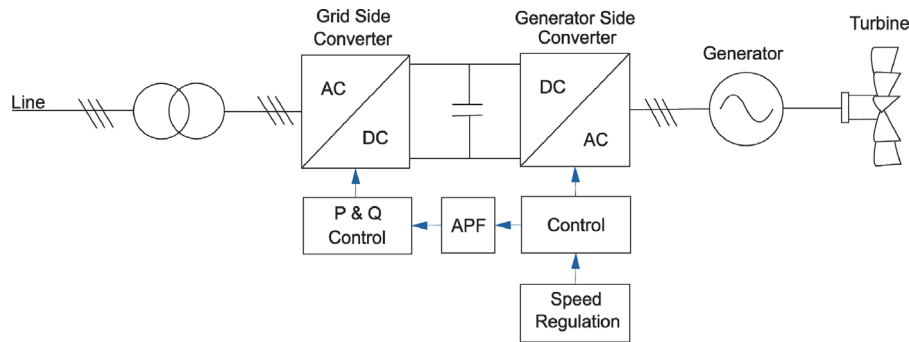 Grid Side
Converter
Generator Side
Converter
Generator
Turbine
Line
AC
DC
DC
AC
P & Q
Control
APF
Control
Speed
Regulation